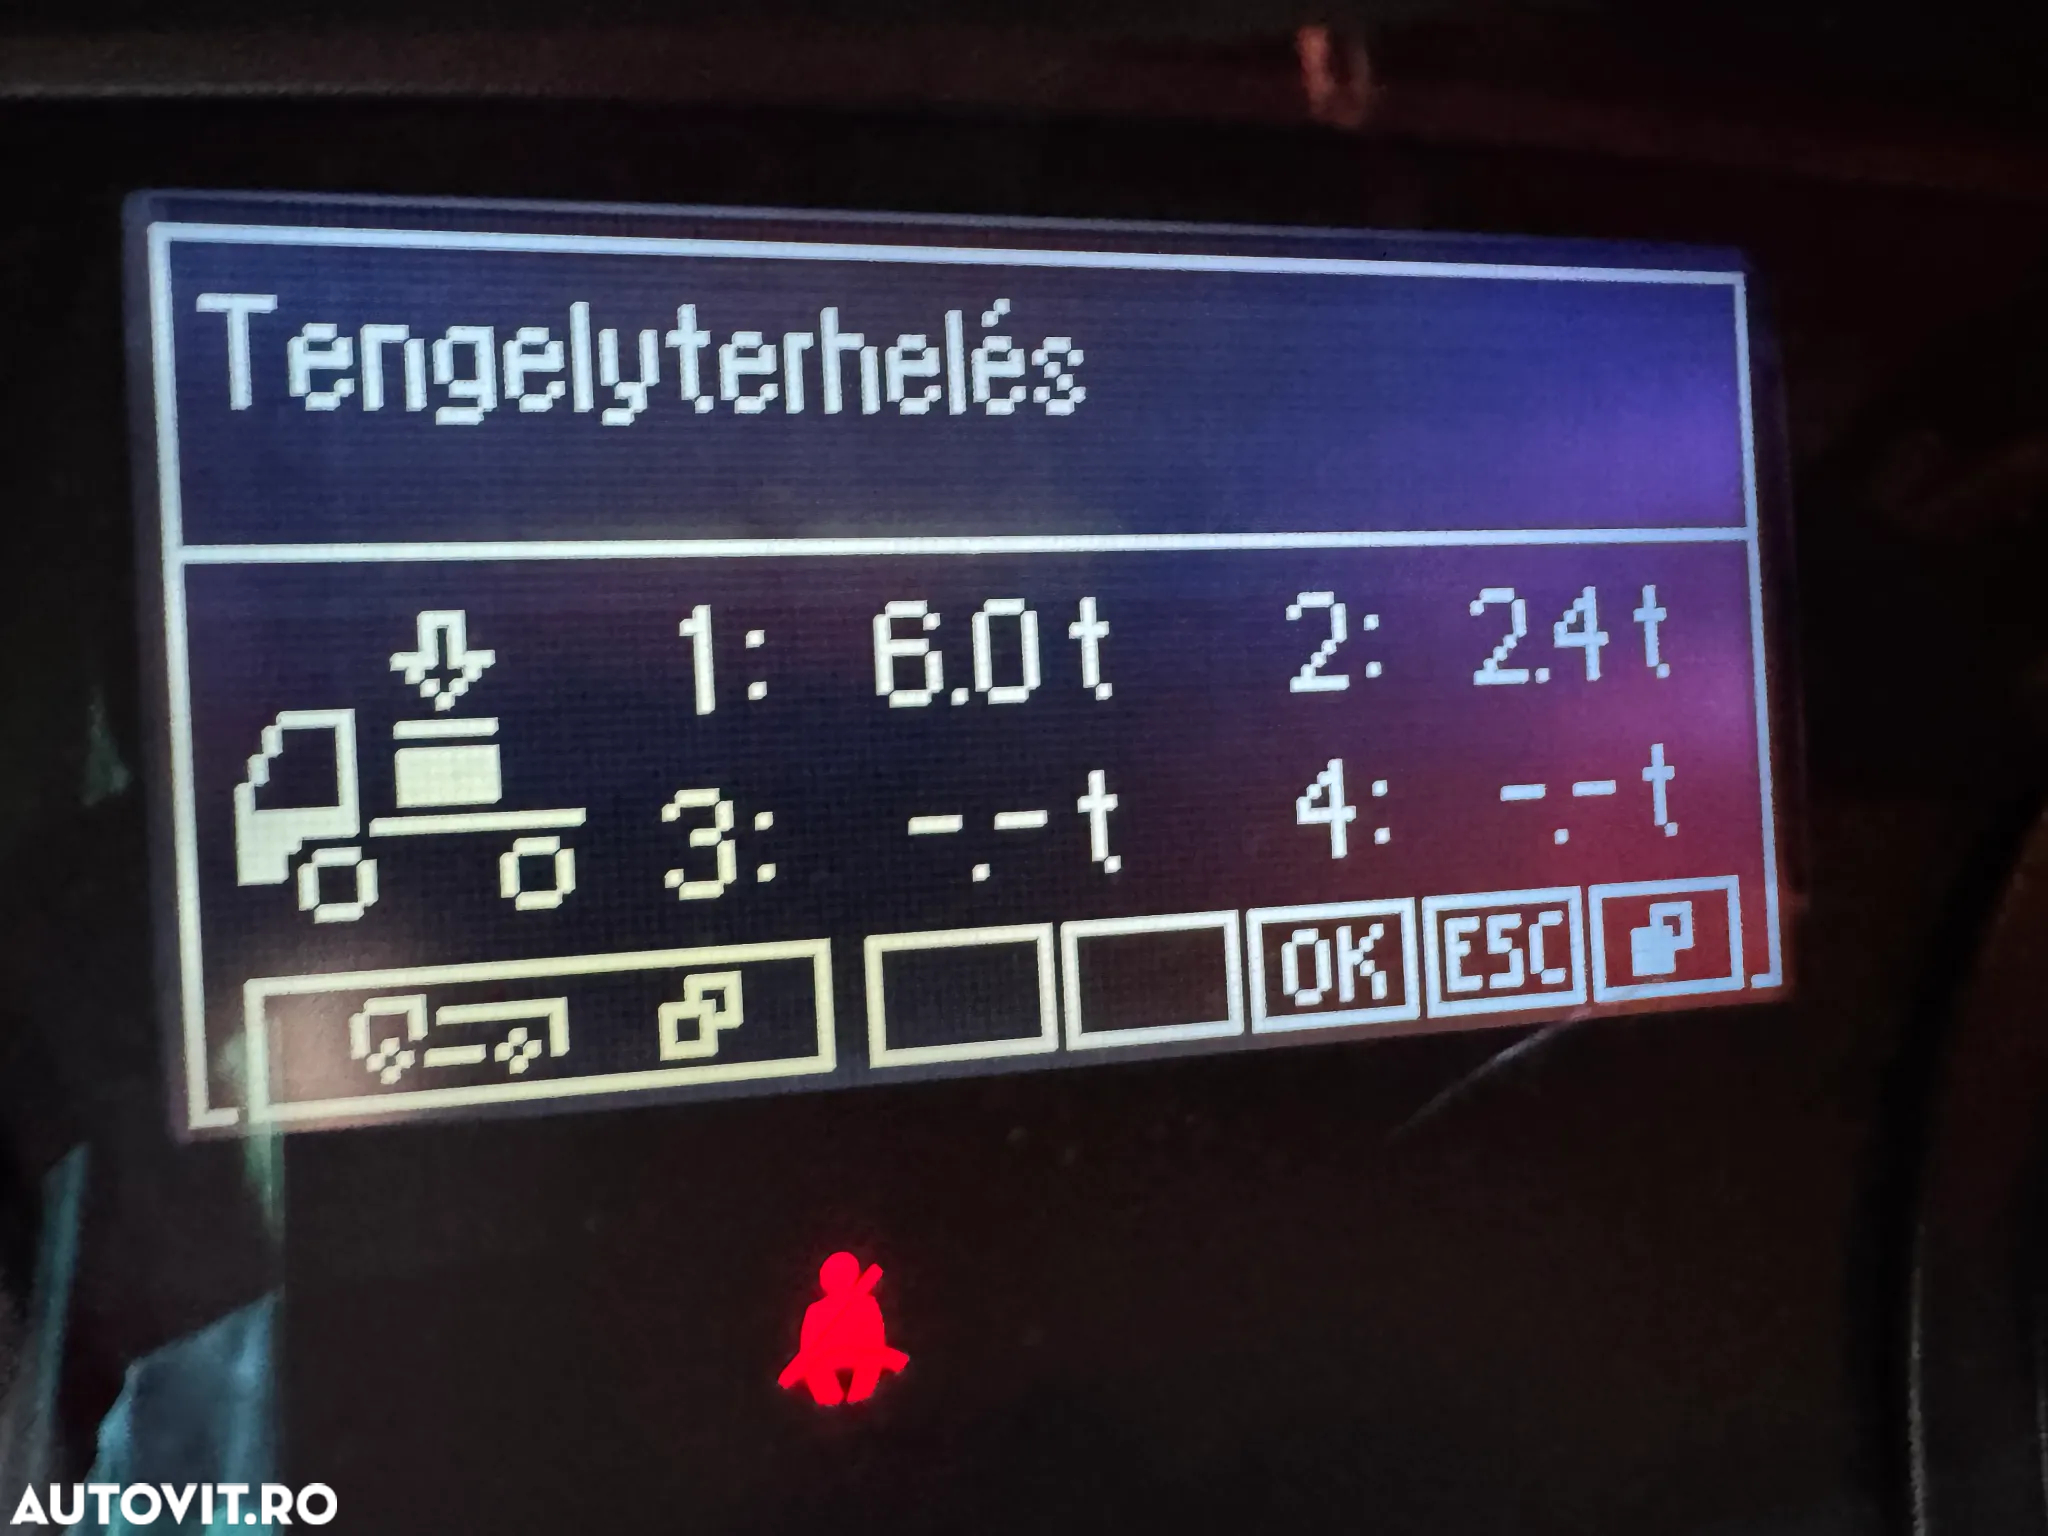 Tengelyterhelés
1: 6.0 t 2: 2.4 t
3: -.- t 4: -.- t
OK ESC
AUTOVIT.RO